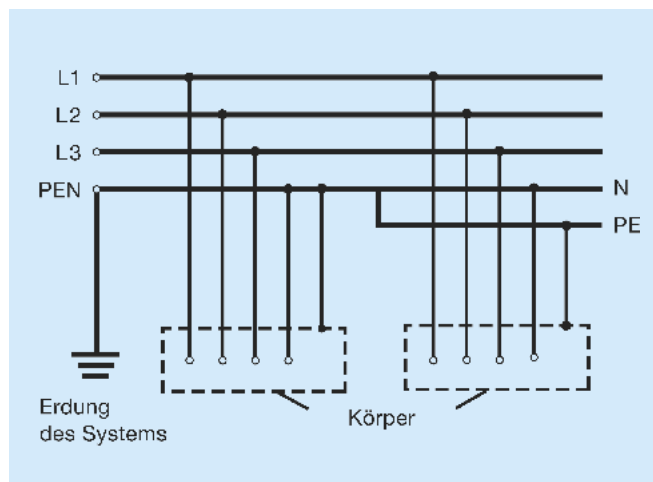 L1
L2
L3
PEN
N
PE
Erdung
des Systems
Körper